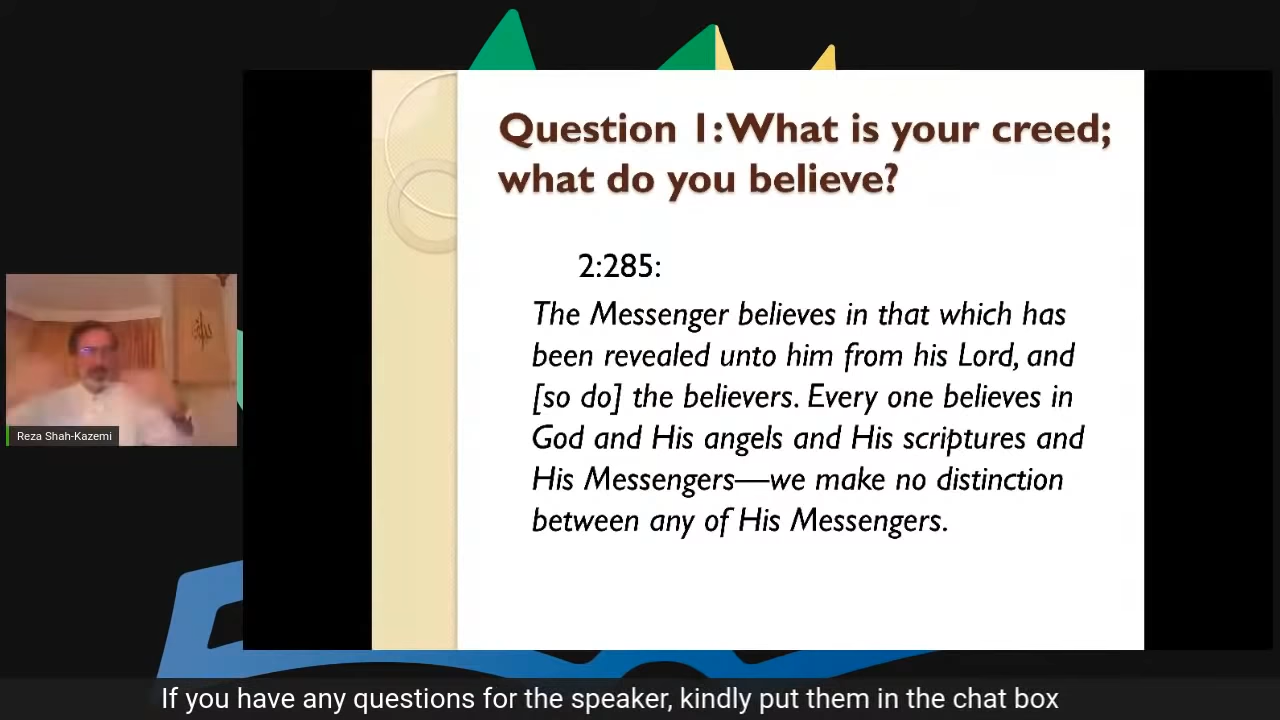 Question 1: What is your creed;
what do you believe?
2:285:
The Messenger believes in that which has
been revealed unto him from his Lord, and
[so do] the believers. Every one believes in
God and His angels and His scriptures and
His Messengers—we make no distinction
between any of His Messengers.
Reza Shah-Kazemi
If you have any questions for the speaker, kindly put them in the chat box